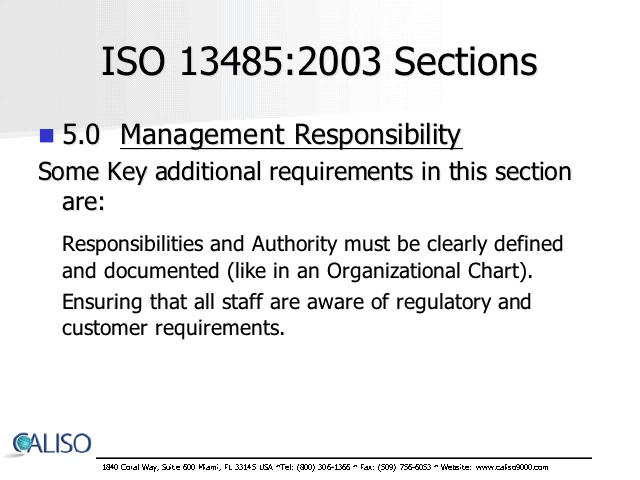 ISO 13485:2003 Sections
5.0 Management Responsibility
Some Key additional requirements in this section
are:
Responsibilities and Authority must be clearly defined
and documented (like in an Organizational Chart).
Ensuring that all staff are aware of regulatory and
customer requirements.
CALISO
1840 Coral Way, Suite 600 Miami, FL 33145 USA ~Tel: (800) 306-1366 ~ Fax: (509) 756-6053 ~ Website: www.caliso9000.com